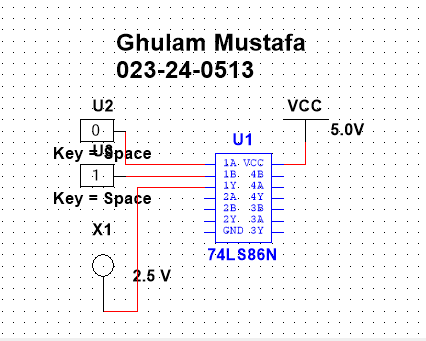 Ghulam Mustafa
023-24-0513
U2
VCC
0
5.0V
U1
Key = Space
U3
1
Key = Space
1A VCC
1B 4B
1Y 4A
2A 4Y
2B 3B
2Y 3A
GND 3Y
74LS86N
X1
2.5 V